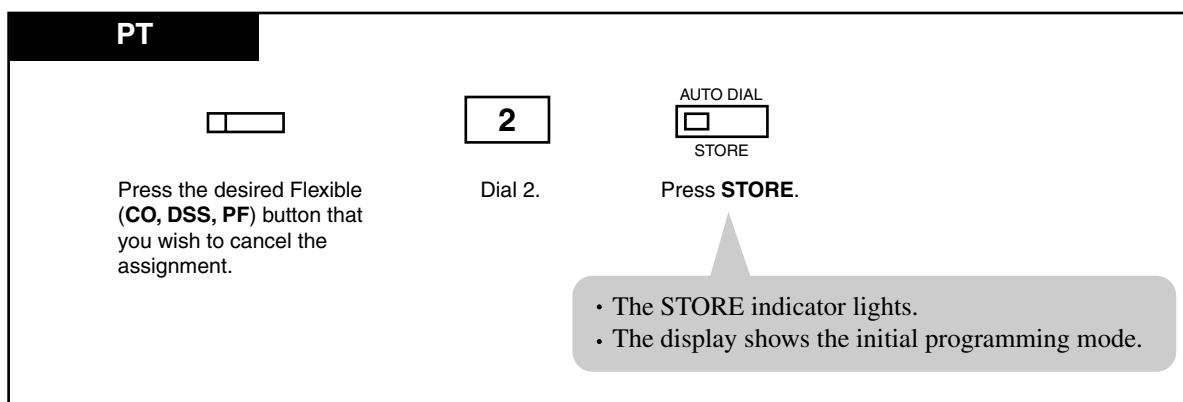 PT
2
AUTO DIAL
STORE
Press the desired Flexible
(CO, DSS, PF) button that
you wish to cancel the
assignment.
Dial 2.
Press STORE.
• The STORE indicator lights.
• The display shows the initial programming mode.